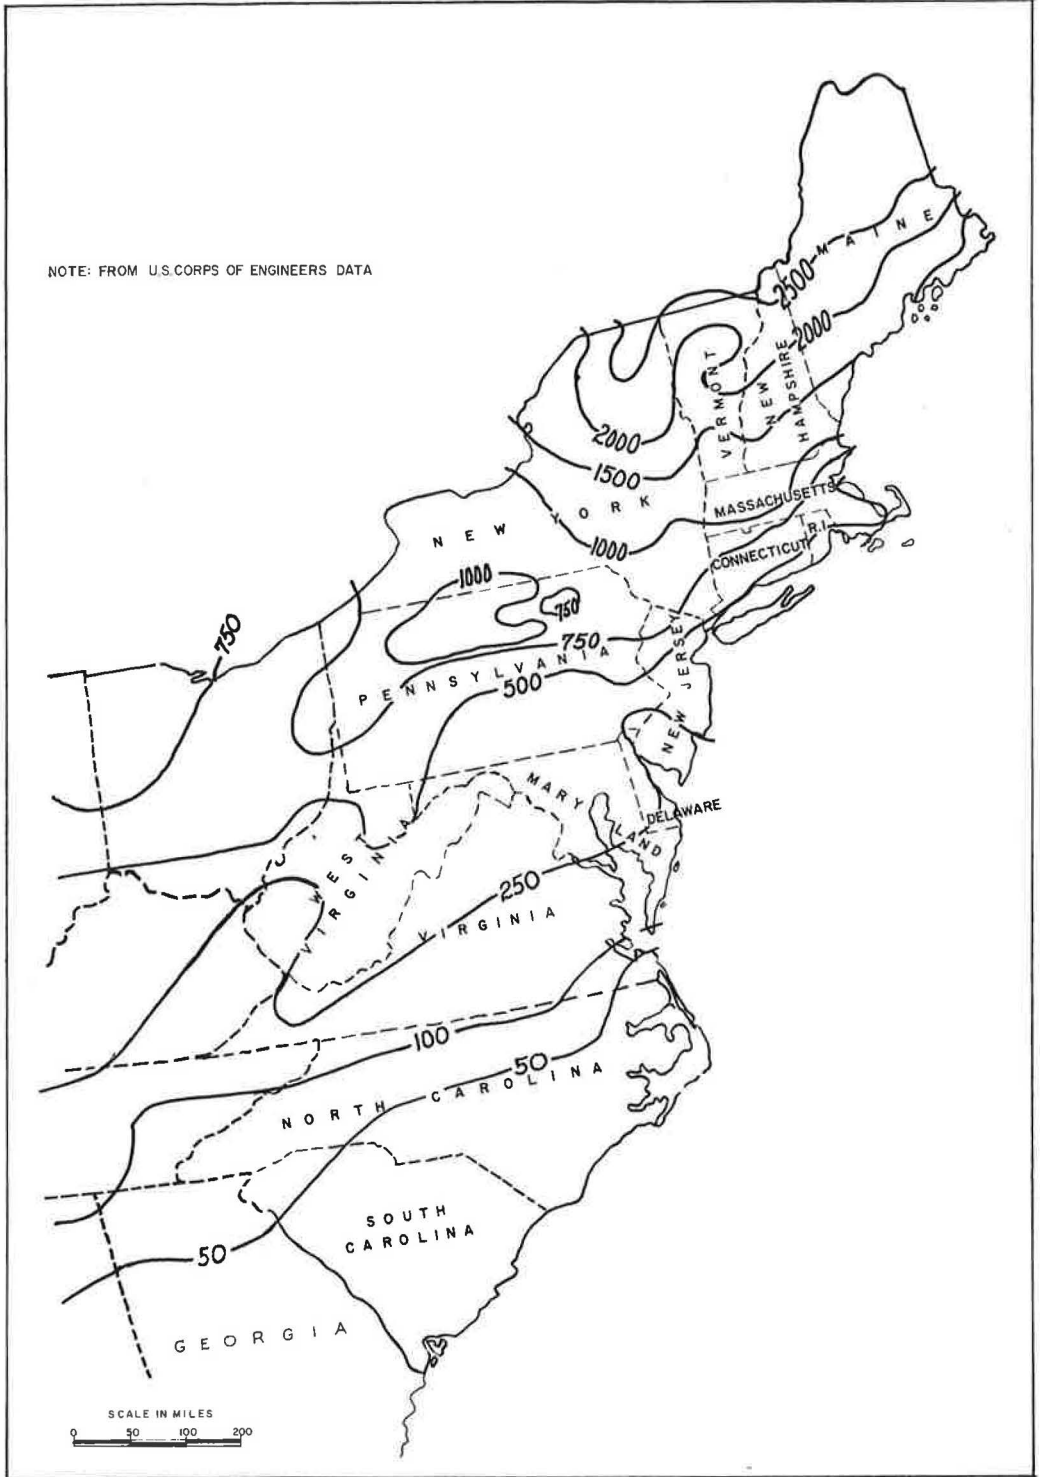 NOTE: FROM U.S. CORPS OF ENGINEERS DATA
MAINE
2500
2000
VERMONT
NEW
HAMPSHIRE
2000
1500
NEW YORK
MASSACHUSETTS
R.I.
CONNECTICUT
1000
1000
750
750
750
PENNSYLVANIA
500
NEW JERSEY
MARYLAND
DELAWARE
WEST
VIRGINIA
250
VIRGINIA
100
50
NORTH CAROLINA
SOUTH
CAROLINA
50
GEORGIA
SCALE IN MILES
0 50 100 200